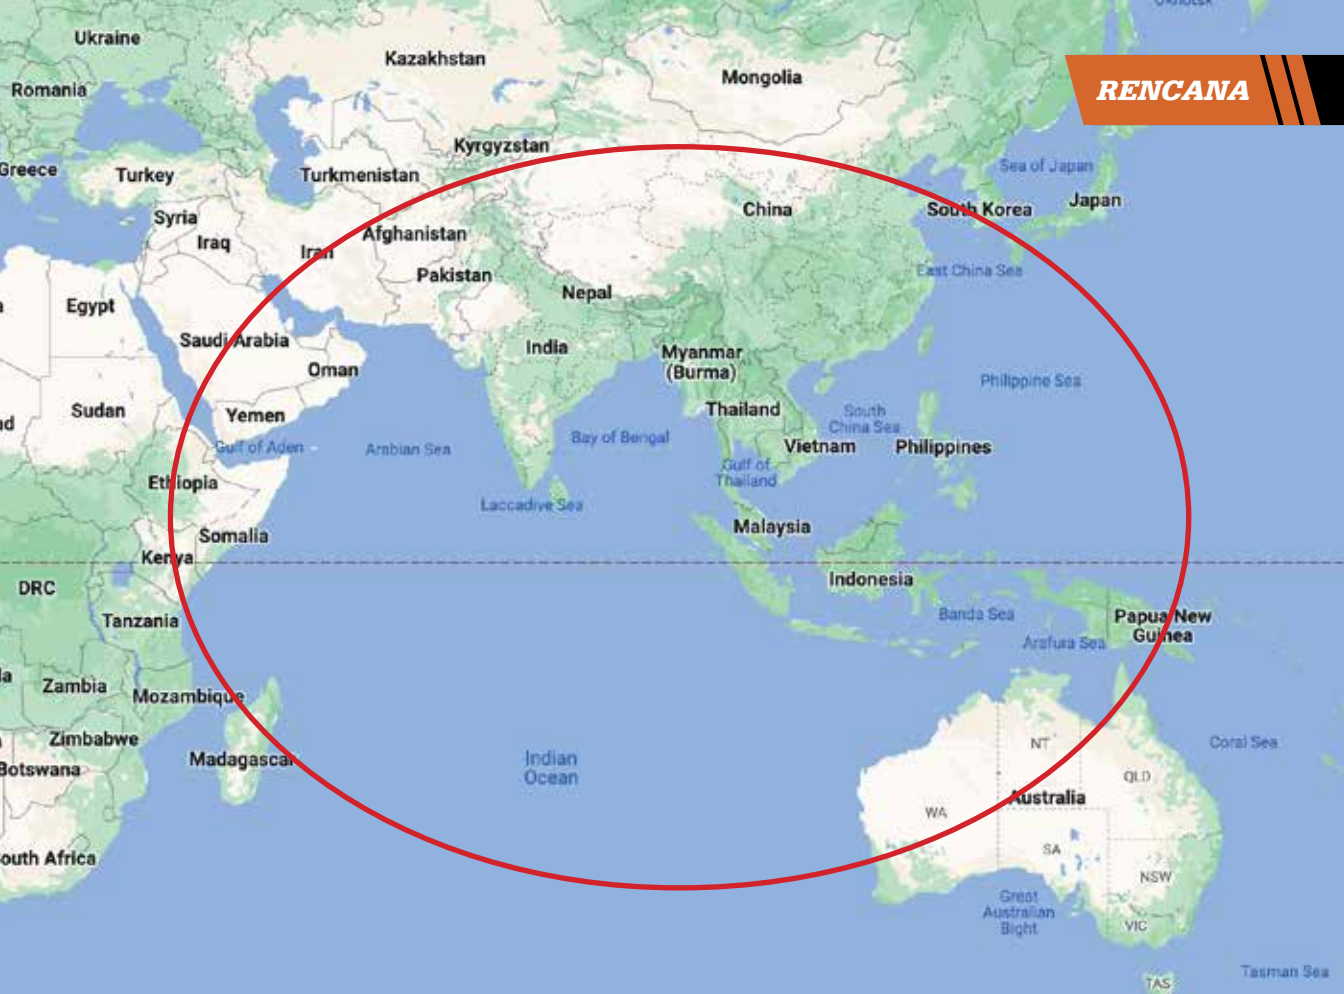 Okhotsk
Ukraine
Kazakhstan
Mongolia
Romania
RENCANA
Kyrgyzstan
Greece
Turkey
Turkmenistan
Sea of Japan
Japan
South Korea
China
Syria
Iraq
Iran
Afghanistan
Pakistan
East China Sea
Nepal
Egypt
Saudi Arabia
India
Myanmar
(Burma)
Oman
Philippine Sea
Sudan
Yemen
Thailand
South
China Sea
ad
Gulf of Aden
Arabian Sea
Bay of Bengal
Vietnam
Philippines
Gulf of
Thailand
Ethiopia
Laccadive Sea
Malaysia
Somalia
Kenya
DRC
Indonesia
Tanzania
Banda Sea
Papua New
Guinea
Arafura Sea
la
Zambia
Mozambique
Zimbabwe
Botswana
Madagascar
Indian
Ocean
NT
Coral Sea
QLD
WA
Australia
SA
outh Africa
NSW
Great
Australian
Bight
VIC
Tasman Sea
TAS